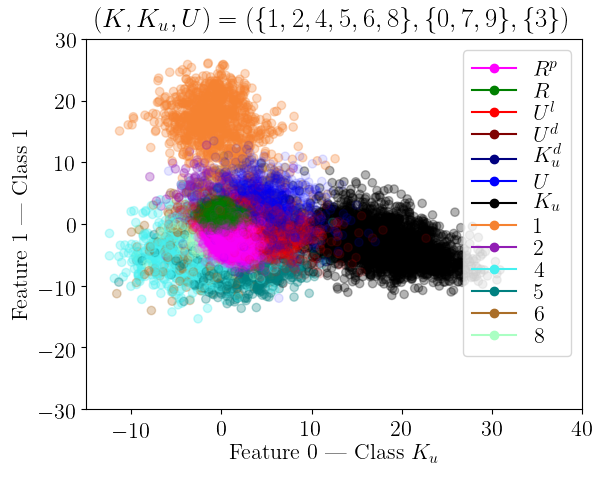 (K, K_u, U) = ({1, 2, 4, 5, 6, 8}, {0, 7, 9}, {3})
30
20
10
0
−10
−20
−30
Feature 1 — Class 1
R^p
R
U^l
U^d
K_u^d
U
K_u
1
2
4
5
6
8
−10 0 10 20 30 40
Feature 0 — Class K_u